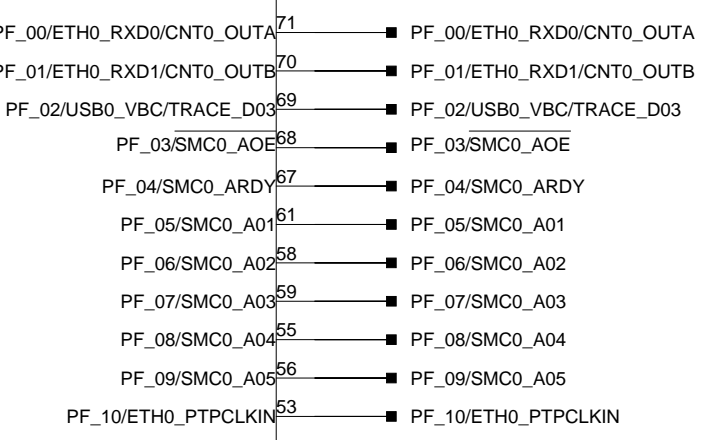 PF_00/ETH0_RXD0/CNT0_OUTA 71 PF_00/ETH0_RXD0/CNT0_OUTA
PF_01/ETH0_RXD1/CNT0_OUTB 70 PF_01/ETH0_RXD1/CNT0_OUTB
PF_02/USB0_VBC/TRACE_D03 69 PF_02/USB0_VBC/TRACE_D03
PF_03/SMC0_AOE 68 PF_03/SMC0_AOE
PF_04/SMC0_ARDY 67 PF_04/SMC0_ARDY
PF_05/SMC0_A01 61 PF_05/SMC0_A01
PF_06/SMC0_A02 58 PF_06/SMC0_A02
PF_07/SMC0_A03 59 PF_07/SMC0_A03
PF_08/SMC0_A04 55 PF_08/SMC0_A04
PF_09/SMC0_A05 56 PF_09/SMC0_A05
PF_10/ETH0_PTPCLKIN 53 PF_10/ETH0_PTPCLKIN